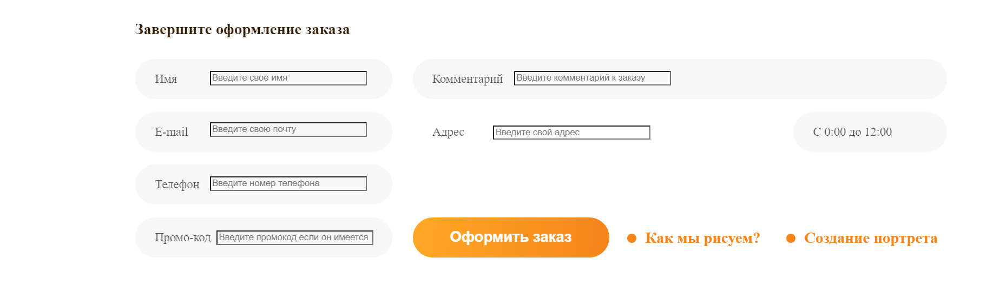 Завершите оформление заказа
Имя Введите своё имя
Комментарий Введите комментарий к заказу
E-mail Введите свою почту
Адрес Введите свой адрес
С 0:00 до 12:00
Телефон Введите номер телефона
Промо-код Введите промокод если он имеется
Оформить заказ
Как мы рисуем?
Создание портрета